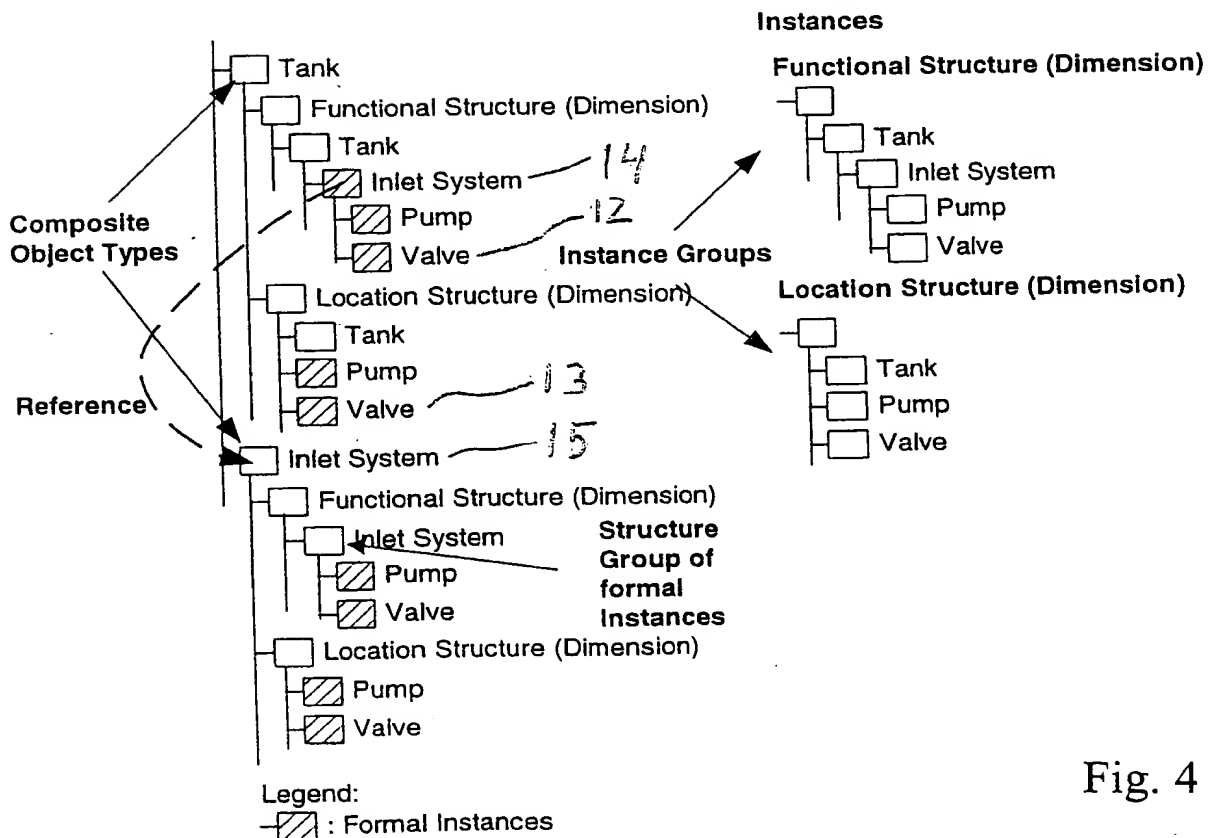 Tank
Functional Structure (Dimension)
Tank
Inlet System
14
Pump
Valve
12
Composite
Object Types
Location Structure (Dimension)
Tank
Pump
Valve
13
Reference
Inlet System
15
Functional Structure (Dimension)
Inlet System
Pump
Valve
Structure
Group of
formal
Instances
Location Structure (Dimension)
Pump
Valve
Legend:
: Formal Instances
Instance Groups
Instances
Functional Structure (Dimension)
Tank
Inlet System
Pump
Valve
Location Structure (Dimension)
Tank
Pump
Valve
Fig. 4